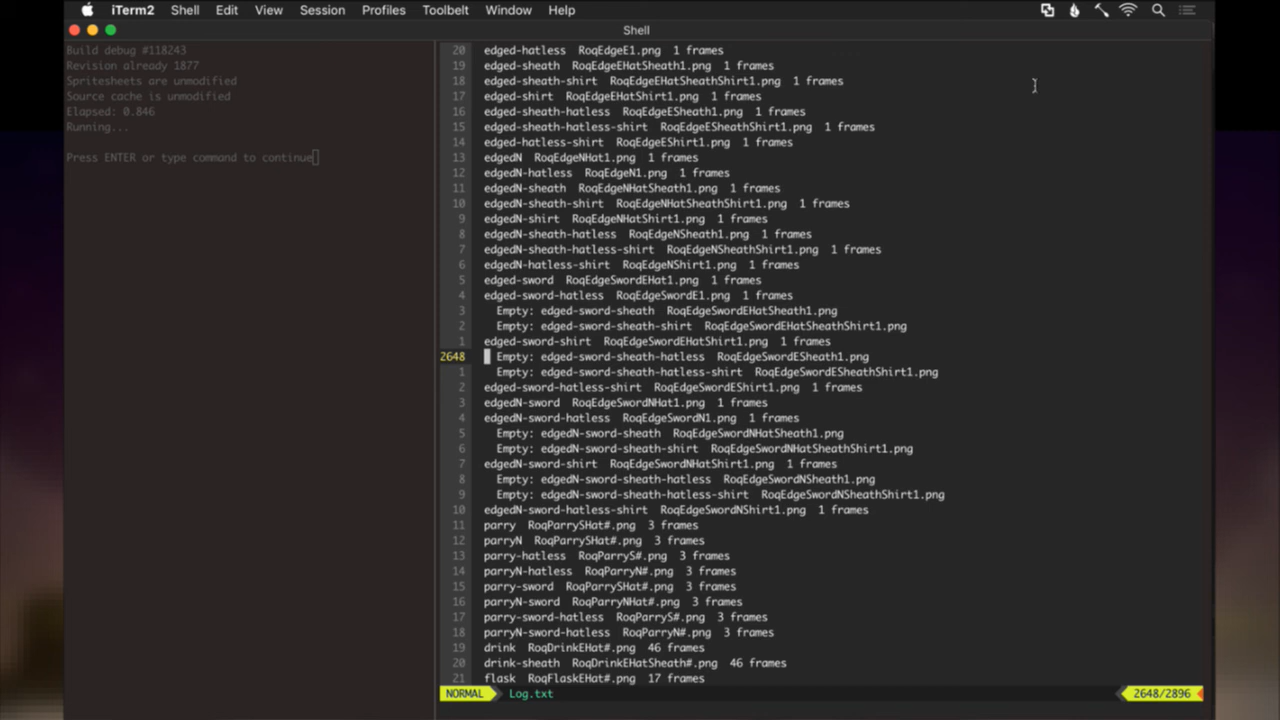 iTerm2 Shell Edit View Session Profiles Toolbelt Window Help
Shell
Build debug #118243
Revision already 1877
Spritesheets are unmodified
Source cache is unmodified
Elapsed: 0.846
Running...
Press ENTER or type command to continue
20 edged-hatless RoqEdgeE1.png 1 frames
19 edged-sheath RoqEdgeEHatSheath1.png 1 frames
18 edged-sheath-shirt RoqEdgeEHatSheathShirt1.png 1 frames
17 edged-shirt RoqEdgeEHatShirt1.png 1 frames
16 edged-sheath-hatless RoqEdgeESheath1.png 1 frames
15 edged-sheath-hatless-shirt RoqEdgeESheathShirt1.png 1 frames
14 edged-hatless-shirt RoqEdgeEShirt1.png 1 frames
13 edgedN RoqEdgeNHat1.png 1 frames
12 edgedN-hatless RoqEdgeN1.png 1 frames
11 edgedN-sheath RoqEdgeNHatSheath1.png 1 frames
10 edgedN-sheath-shirt RoqEdgeNHatSheathShirt1.png 1 frames
9 edgedN-shirt RoqEdgeNHatShirt1.png 1 frames
8 edgedN-sheath-hatless RoqEdgeNSheath1.png 1 frames
7 edgedN-sheath-hatless-shirt RoqEdgeNSheathShirt1.png 1 frames
6 edgedN-hatless-shirt RoqEdgeNShirt1.png 1 frames
5 edged-sword RoqEdgeSwordEHat1.png 1 frames
4 edged-sword-hatless RoqEdgeSwordE1.png 1 frames
3 Empty: edged-sword-sheath RoqEdgeSwordEHatSheath1.png
2 Empty: edged-sword-sheath-shirt RoqEdgeSwordEHatSheathShirt1.png
1 edged-sword-shirt RoqEdgeSwordEHatShirt1.png 1 frames
2648 Empty: edged-sword-sheath-hatless RoqEdgeSwordESheath1.png
1 Empty: edged-sword-sheath-hatless-shirt RoqEdgeSwordESheathShirt1.png
2 edged-sword-hatless-shirt RoqEdgeSwordEShirt1.png 1 frames
3 edgedN-sword RoqEdgeSwordNHat1.png 1 frames
4 edgedN-sword-hatless RoqEdgeSwordN1.png 1 frames
5 Empty: edgedN-sword-sheath RoqEdgeSwordNHatSheath1.png
6 Empty: edgedN-sword-sheath-shirt RoqEdgeSwordNHatSheathShirt1.png
7 edgedN-sword-shirt RoqEdgeSwordNHatShirt1.png 1 frames
8 Empty: edgedN-sword-sheath-hatless RoqEdgeSwordNSheath1.png
9 Empty: edgedN-sword-sheath-hatless-shirt RoqEdgeSwordNSheathShirt1.png
10 edgedN-sword-hatless-shirt RoqEdgeSwordNShirt1.png 1 frames
11 parry RoqParrySHat#.png 3 frames
12 parryN RoqParrySHat#.png 3 frames
13 parry-hatless RoqParryS#.png 3 frames
14 parryN-hatless RoqParryN#.png 3 frames
15 parry-sword RoqParrySHat#.png 3 frames
16 parryN-sword RoqParryNHat#.png 3 frames
17 parry-sword-hatless RoqParryS#.png 3 frames
18 parryN-sword-hatless RoqParryN#.png 3 frames
19 drink RoqDrinkEHat#.png 46 frames
20 drink-sheath RoqDrinkEHatSheath#.png 46 frames
21 flask RoqFlaskEHat#.png 17 frames
NORMAL Log.txt 2648/2896